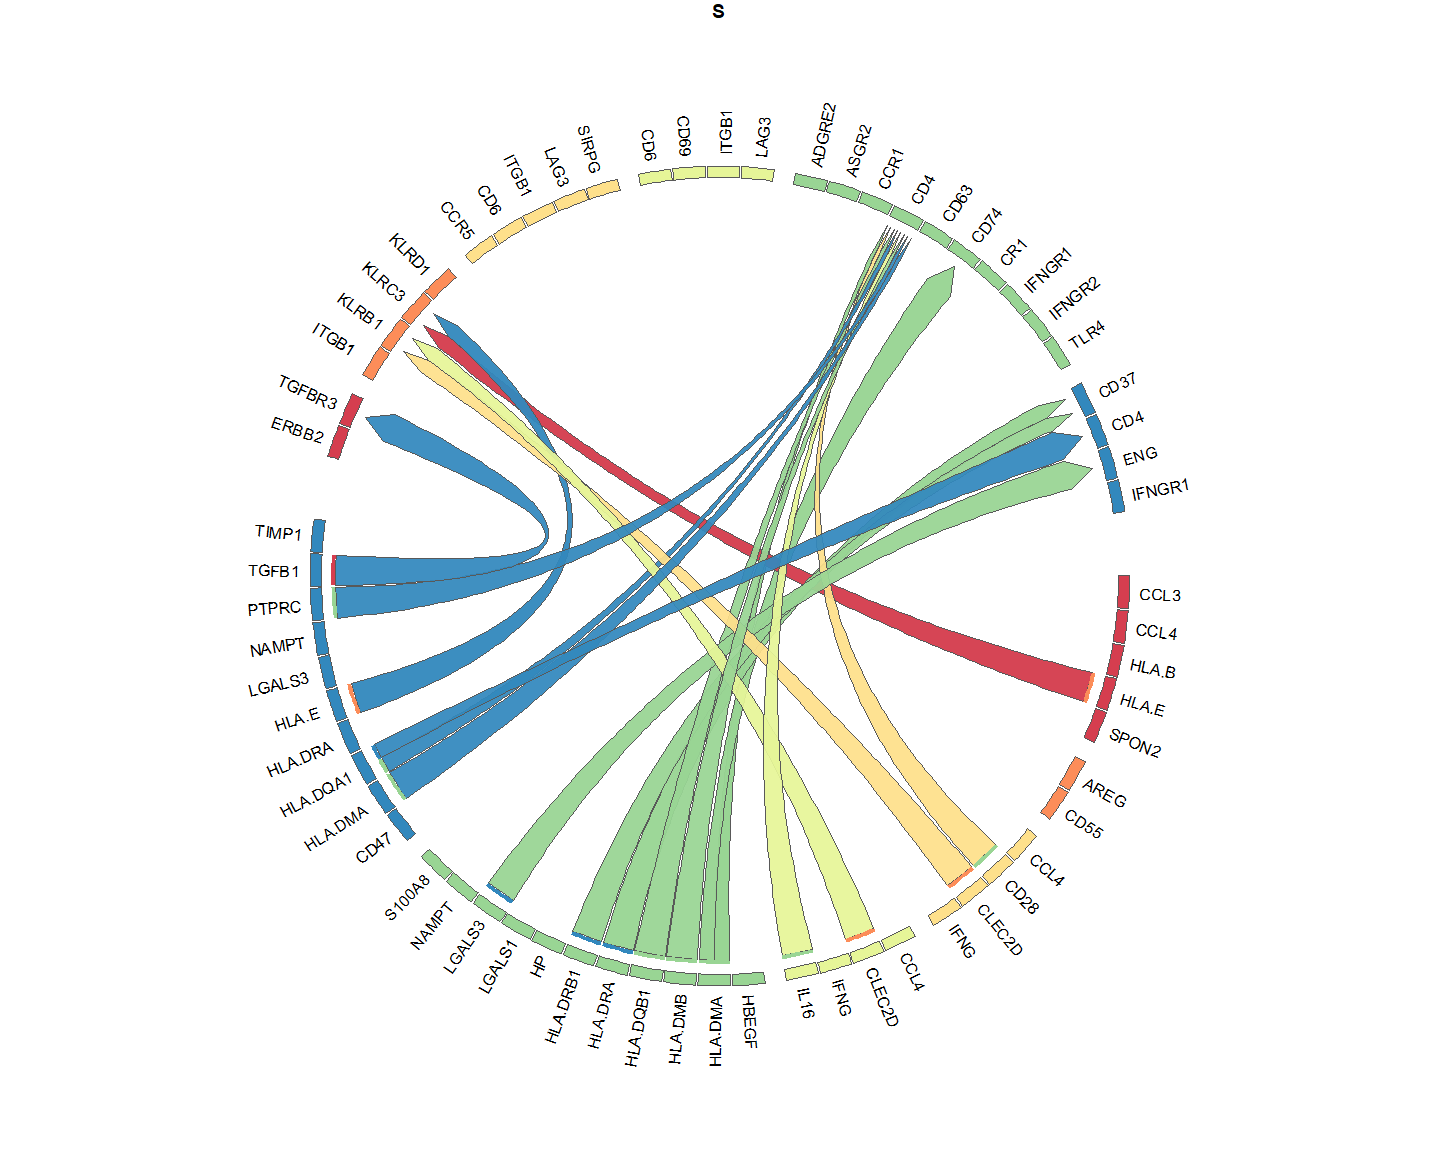 S
CCR5
CD6
ITGB1
LAG3
SIRPG
CD6
CD69
ITGB1
LAG3
ADGRE2
ASGR2
CCR1
CD4
CD63
CD74
CR1
IFNGR1
IFNGR2
TLR4
CD37
CD4
ENG
IFNGR1
CCL3
CCL4
HLA.B
HLA.E
SPON2
AREG
CD55
CCL4
CD28
CLEC2D
IFNG
CCL4
CLEC2D
IFNG
IL16
HBEGF
HLA.DMA
HLA.DMB
HLA.DQB1
HLA.DRA
HLA.DRB1
HP
LGALS1
LGALS3
NAMPT
S100A8
CD47
HLA.DMA
HLA.DQA1
HLA.DRA
HLA.E
LGALS3
NAMPT
PTPRC
TGFB1
TIMP1
ERBB2
TGFBR3
ITGB1
KLRB1
KLRC3
KLRD1